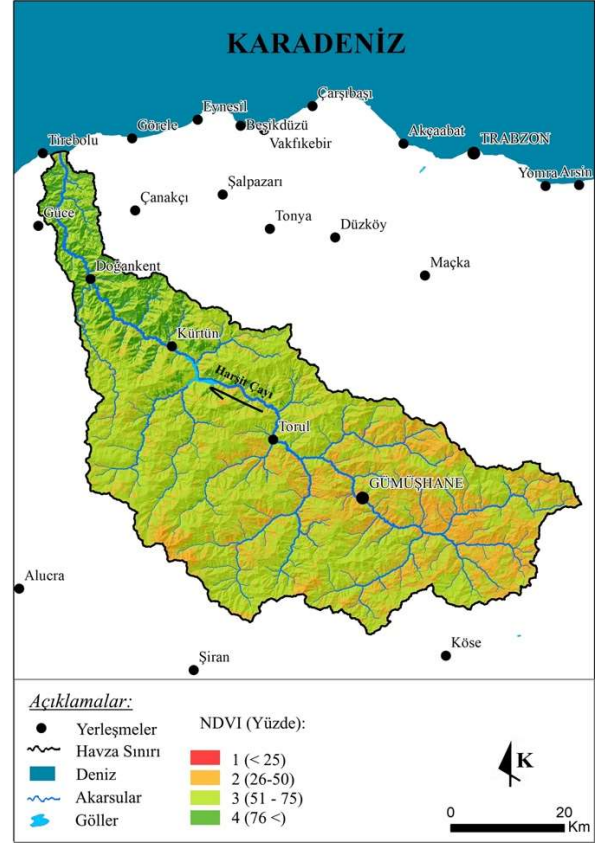 KARADENİZ
Çarşıbaşı
Eynesil
Beşikdüzü
Görele
Vakfıkebir
Akçaabat
TRABZON
Tirebolu
Yomra
Arsin
Şalpazarı
Çanakçı
Güce
Tonya
Düzköy
Maçka
Doğankent
Kürtün
Harşit Çayı
Torul
GÜMÜŞHANE
Alucra
Köse
Şiran
Açıklamalar:
Yerleşmeler
Havza Sınırı
Deniz
Akarsular
Göller
NDVI (Yüzde):
1 (< 25)
2 (26-50)
3 (51 - 75)
4 (76 <)
K
0 20
Km